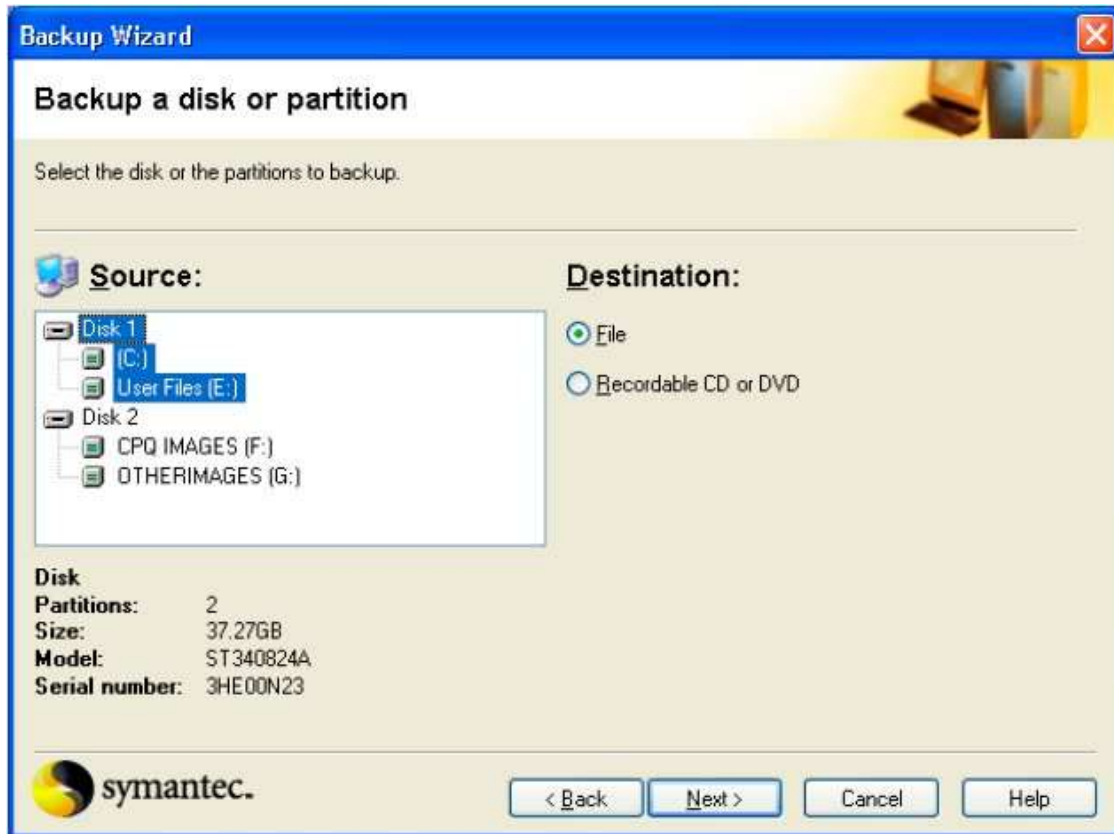 Backup Wizard
Backup a disk or partition
Select the disk or the partitions to backup.
Source:
Disk 1
(C:)
User Files (E:)
Disk 2
CPQ IMAGES (F:)
OTHERIMAGES (G:)
Destination:
File
Recordable CD or DVD
Disk
Partitions: 2
Size: 37.27GB
Model: ST340824A
Serial number: 3HE00N23
symantec.
< Back Next > Cancel Help